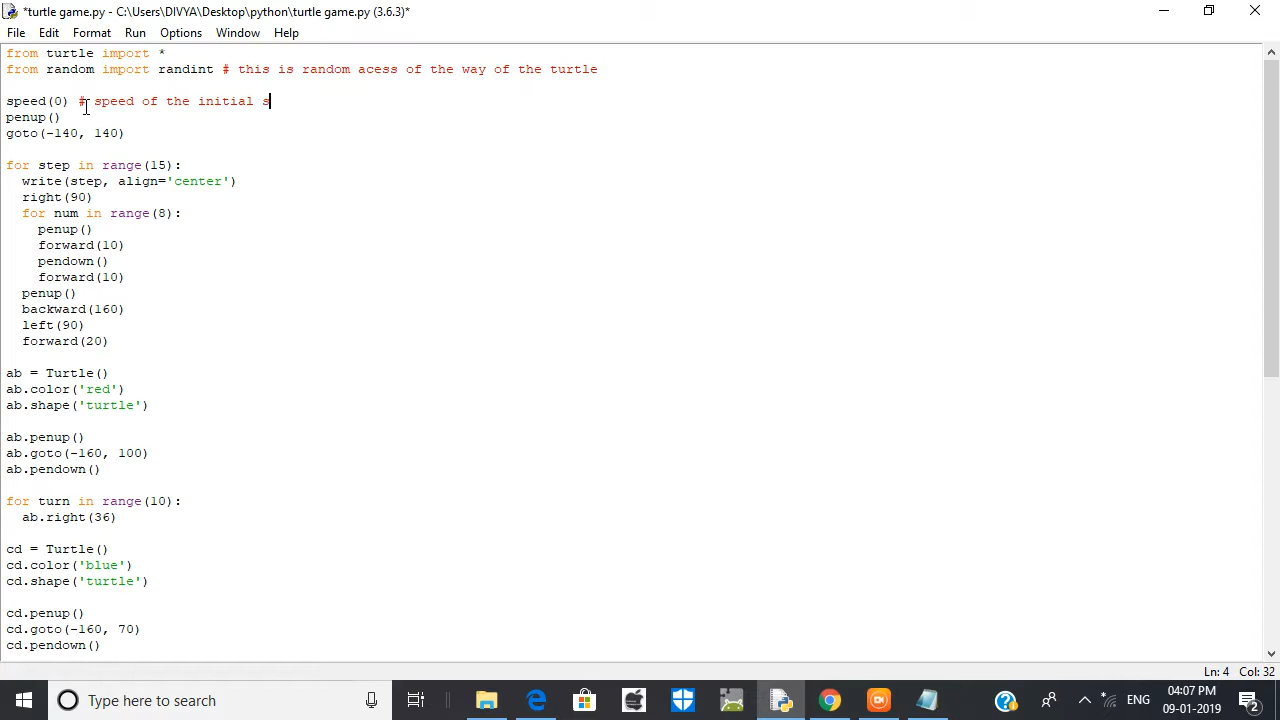 *turtle game.py - C:\Users\DIVYA\Desktop\python\turtle game.py (3.6.3)*
File Edit Format Run Options Window Help
from turtle import *
from random import randint # this is random acess of the way of the turtle
speed(0) # speed of the initial s
penup()
goto(-140, 140)
for step in range(15):
  write(step, align='center')
  right(90)
  for num in range(8):
    penup()
    forward(10)
    pendown()
    forward(10)
  penup()
  backward(160)
  left(90)
  forward(20)
ab = Turtle()
ab.color('red')
ab.shape('turtle')
ab.penup()
ab.goto(-160, 100)
ab.pendown()
for turn in range(10):
  ab.right(36)
cd = Turtle()
cd.color('blue')
cd.shape('turtle')
cd.penup()
cd.goto(-160, 70)
cd.pendown()
Ln: 4 Col: 32
Type here to search
ENG
04:07 PM
09-01-2019
2